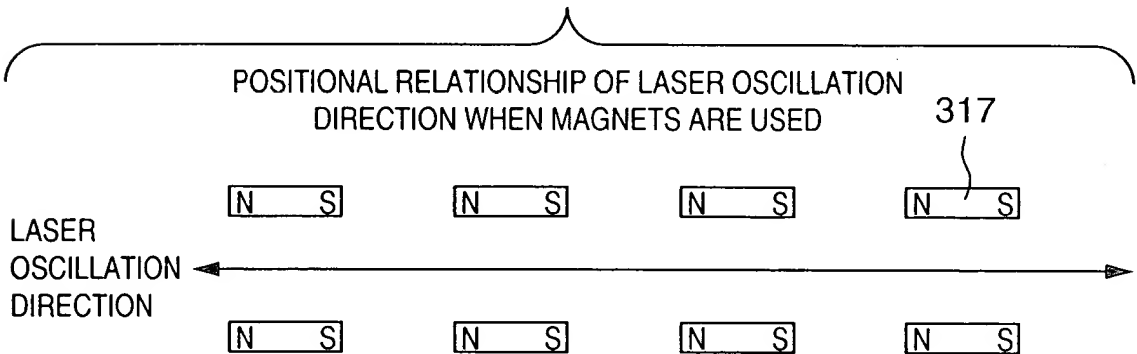 POSITIONAL RELATIONSHIP OF LASER OSCILLATION
DIRECTION WHEN MAGNETS ARE USED
317
N S N S N S N S
LASER
OSCILLATION
DIRECTION
N S N S N S N S